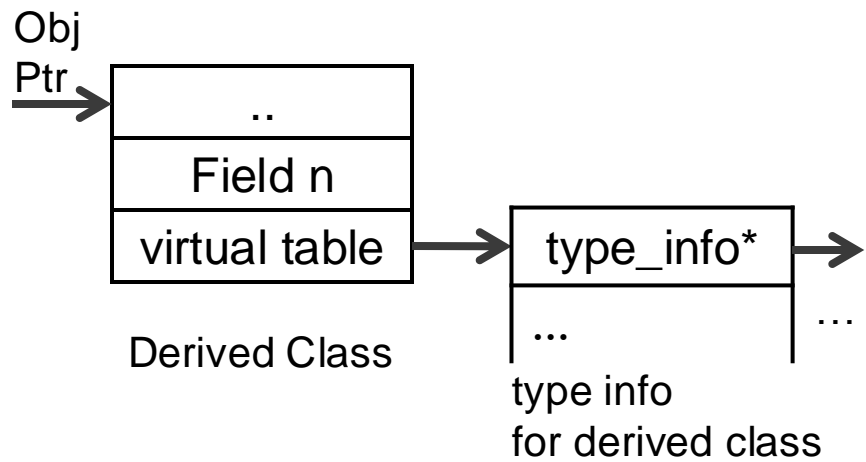 Obj
Ptr
..
Field n
virtual table
Derived Class
type_info*
...
...
type info
for derived class